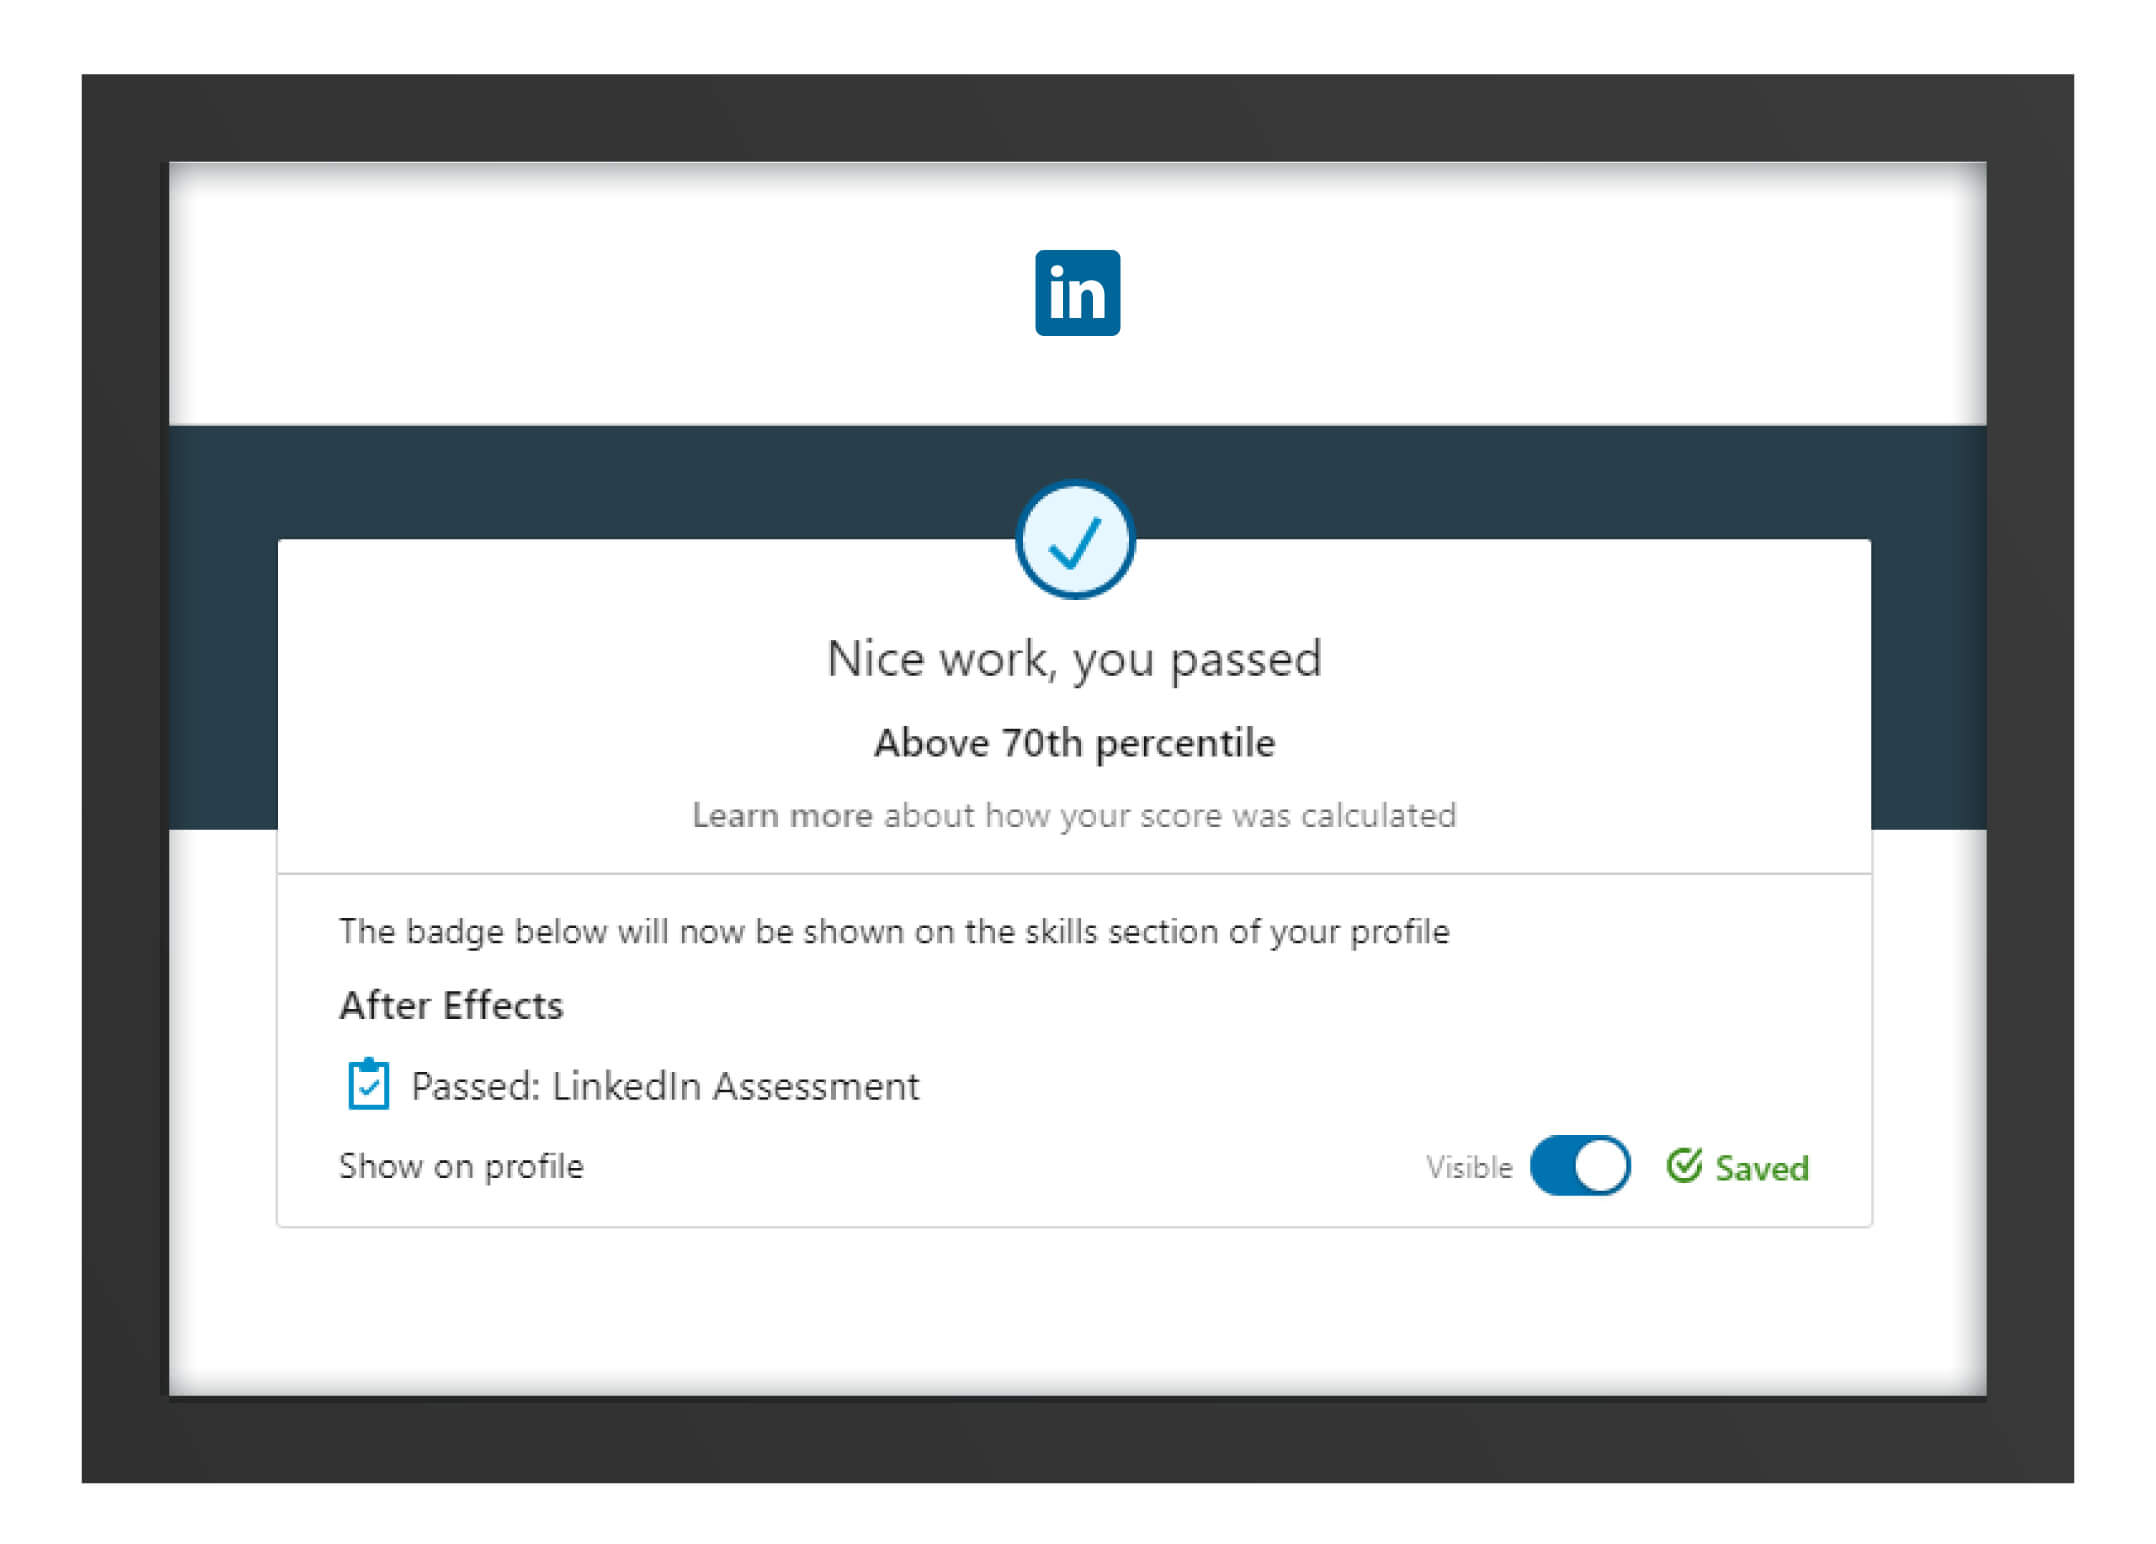 in
Nice work, you passed
Above 70th percentile
Learn more about how your score was calculated
The badge below will now be shown on the skills section of your profile
After Effects
Passed: LinkedIn Assessment
Show on profile Visible Saved